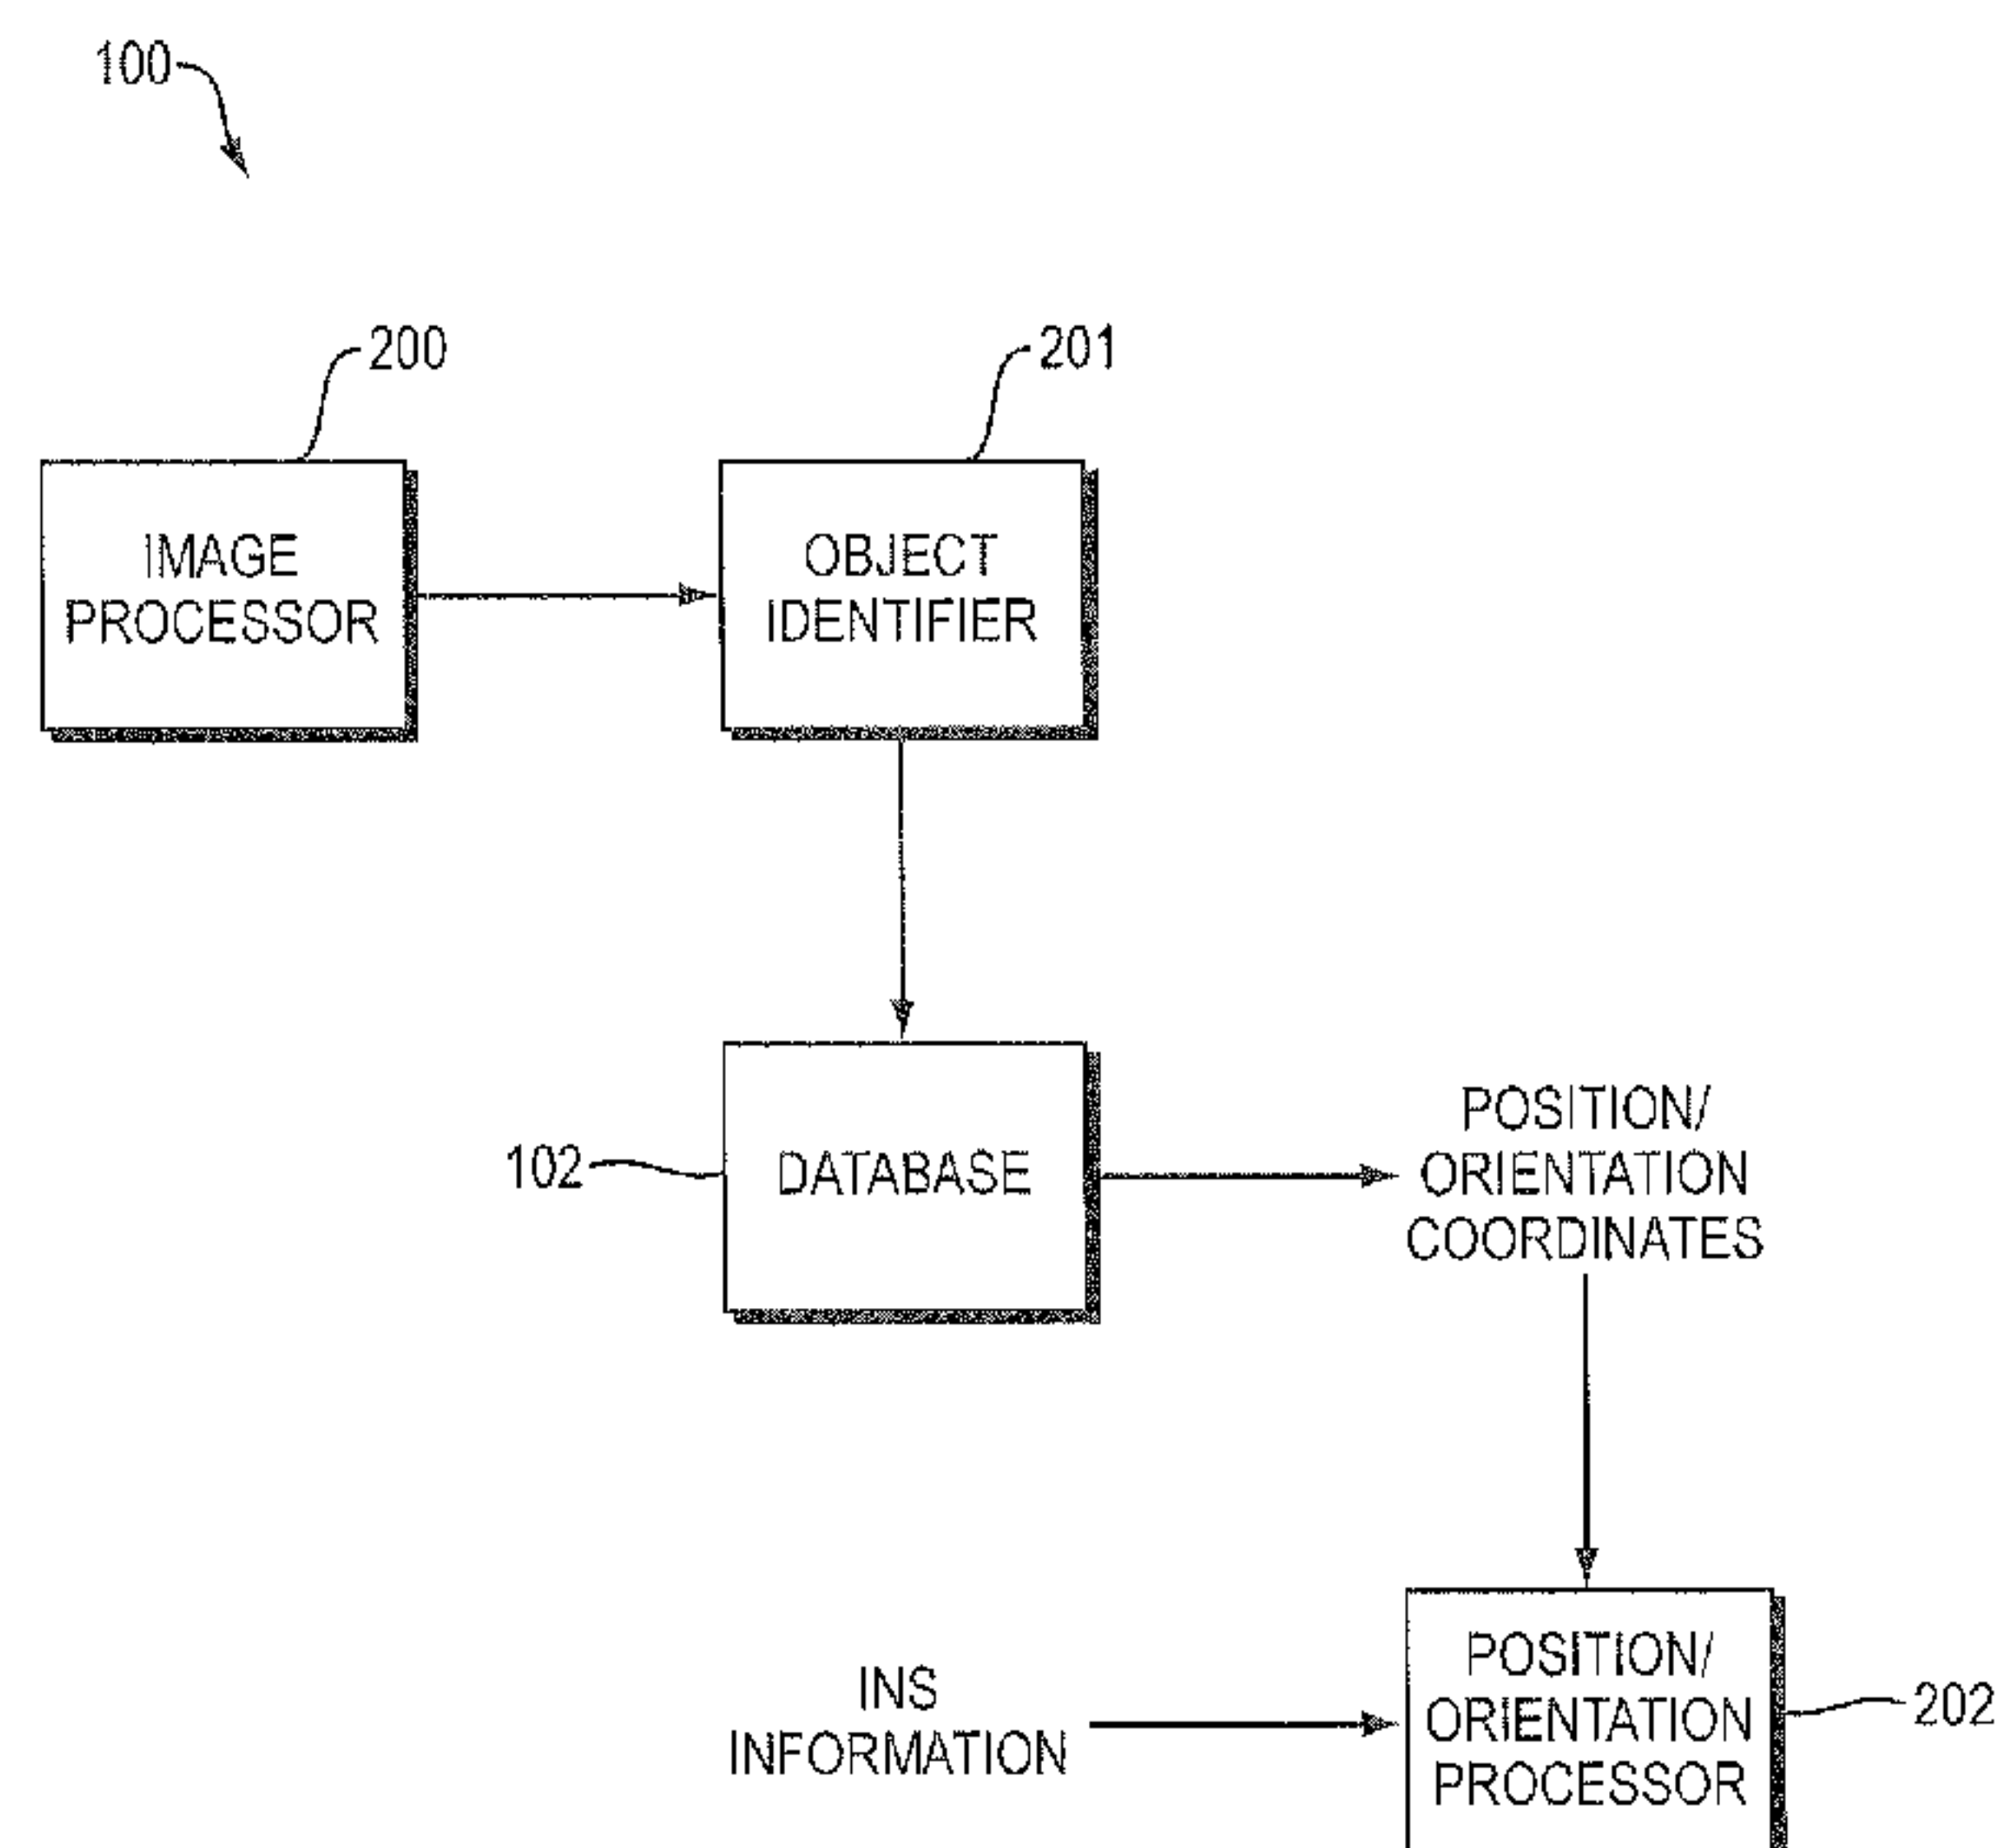 100
200
201
IMAGE
PROCESSOR
OBJECT
IDENTIFIER
102
DATABASE
POSITION/
ORIENTATION
COORDINATES
INS
INFORMATION
POSITION/
ORIENTATION
PROCESSOR
202